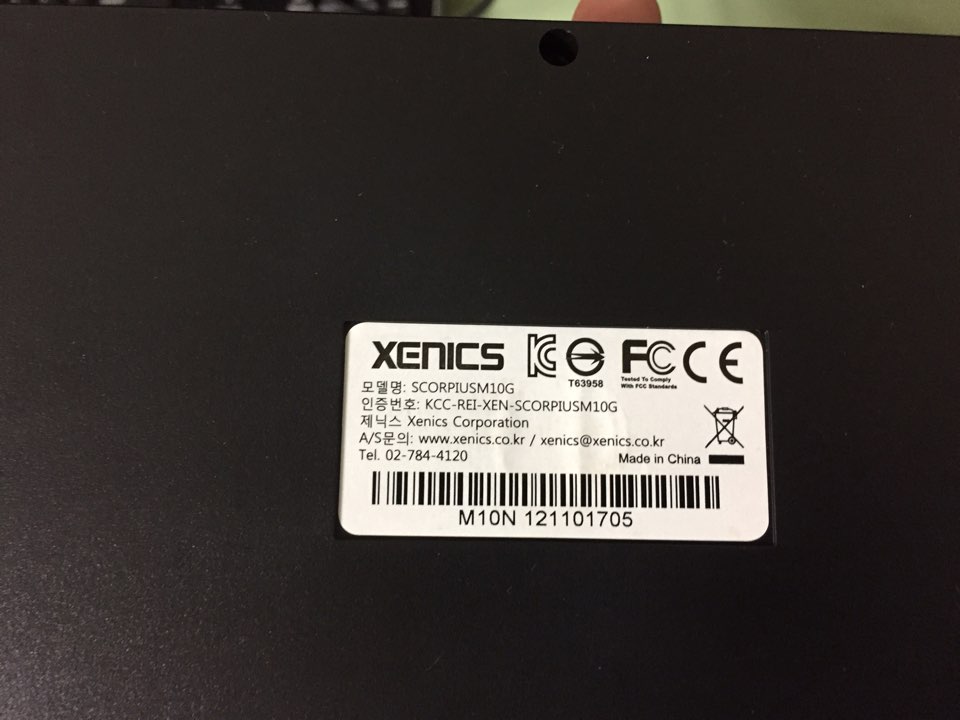 XENICS
T63958
FC CE
Tested To Comply
With FCC Standards
모델명: SCORPIUSM10G
인증번호: KCC-REI-XEN-SCORPIUSM10G
제닉스 Xenics Corporation
A/S문의: www.xenics.co.kr / xenics@xenics.co.kr
Tel. 02-784-4120
Made in China
M10N 121101705